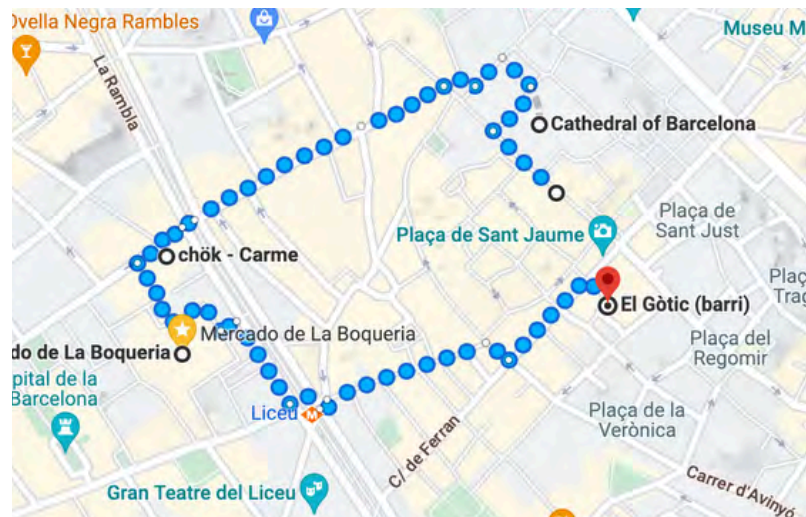 Ovella Negra Rambles
Museu M
La Rambla
Cathedral of Barcelona
Plaça de
Sant Just
Plaça de Sant Jaume
chök - Carme
Plaç
Trag
El Gòtic (barri)
Mercado de La Boqueria
do de La Boqueria
Plaça del
Regomir
pital de la
Barcelona
Liceu
M
C/ de Ferran
Plaça de la
Verònica
Gran Teatre del Liceu
Carrer d'Avinyó